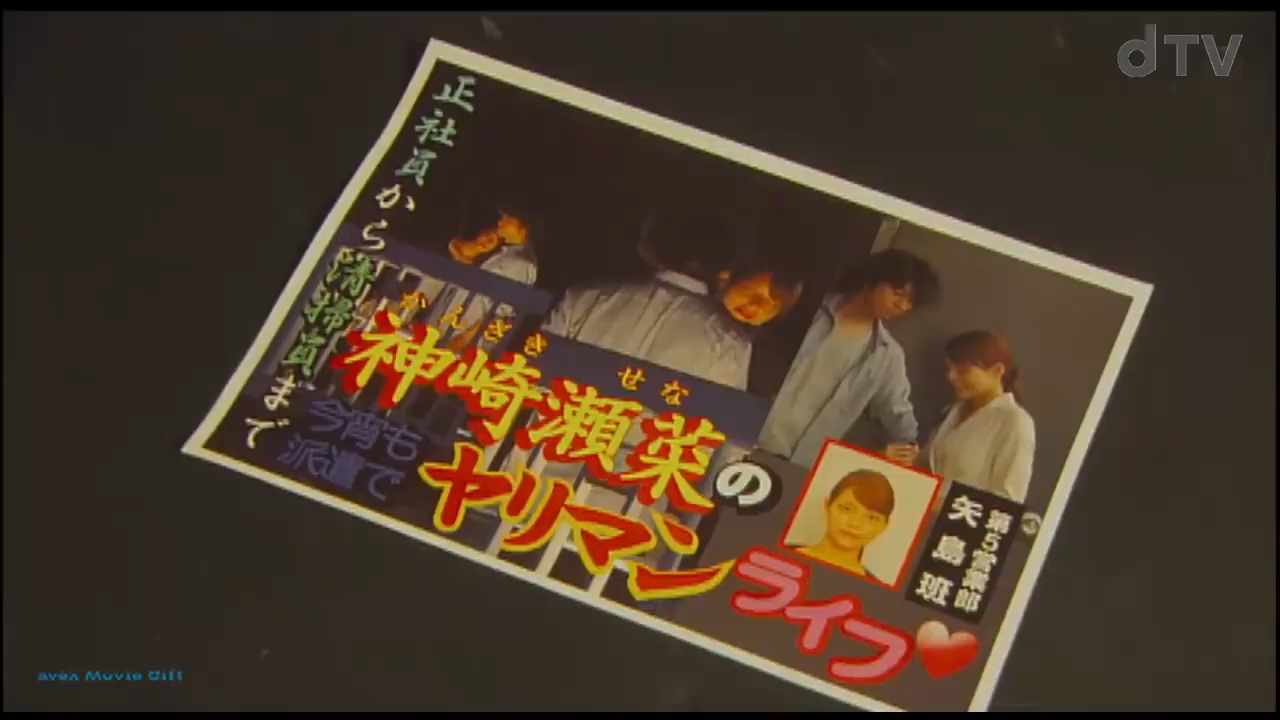 dTV
正社員から清掃員まで
かんざき せな
神崎瀬菜の
今宵も
派遣で
ヤリマン
ライフ
第5営業部
矢島班
avex Movie Gift